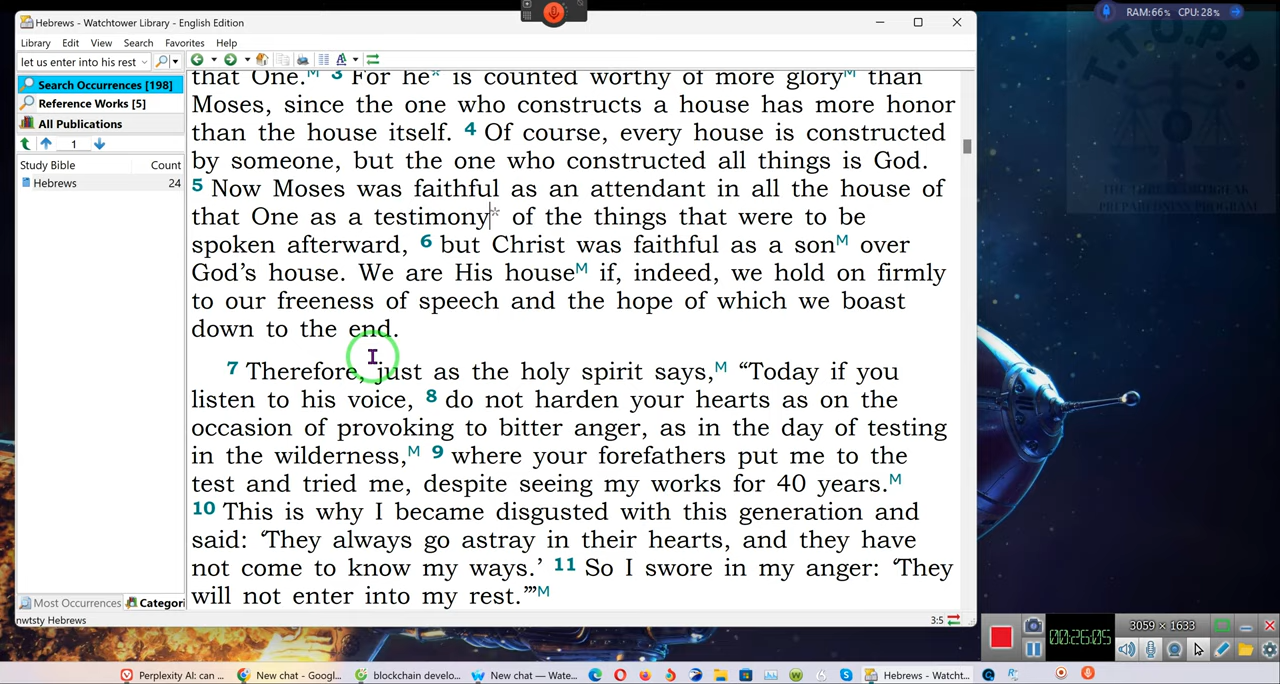 Hebrews - Watchtower Library - English Edition
RAM:66% CPU:28%
Library Edit View Search Favorites Help
let us enter into his rest
Search Occurrences [198]
Reference Works [5]
All Publications
1
Study Bible Count
Hebrews 24
that One.M 3 For he* is counted worthy of more gloryM than
Moses, since the one who constructs a house has more honor
than the house itself. 4 Of course, every house is constructed
by someone, but the one who constructed all things is God.
5 Now Moses was faithful as an attendant in all the house of
that One as a testimony* of the things that were to be
spoken afterward, 6 but Christ was faithful as a sonM over
God’s house. We are His houseM if, indeed, we hold on firmly
to our freeness of speech and the hope of which we boast
down to the end.
7 Therefore, just as the holy spirit says,M “Today if you
listen to his voice, 8 do not harden your hearts as on the
occasion of provoking to bitter anger, as in the day of testing
in the wilderness,M 9 where your forefathers put me to the
test and tried me, despite seeing my works for 40 years.M
10 This is why I became disgusted with this generation and
said: ‘They always go astray in their hearts, and they have
not come to know my ways.’ 11 So I swore in my anger: ‘They
will not enter into my rest.’”M
Most Occurrences Categori
nwtsty Hebrews
3:5
T.O.P.P.
PREPAREDNESS PROGRAM
3059 × 1633
00:26:05
Perplexity AI: can ...
New chat - Googl...
blockchain develo...
New chat — Wate...
Hebrews - Watcht...